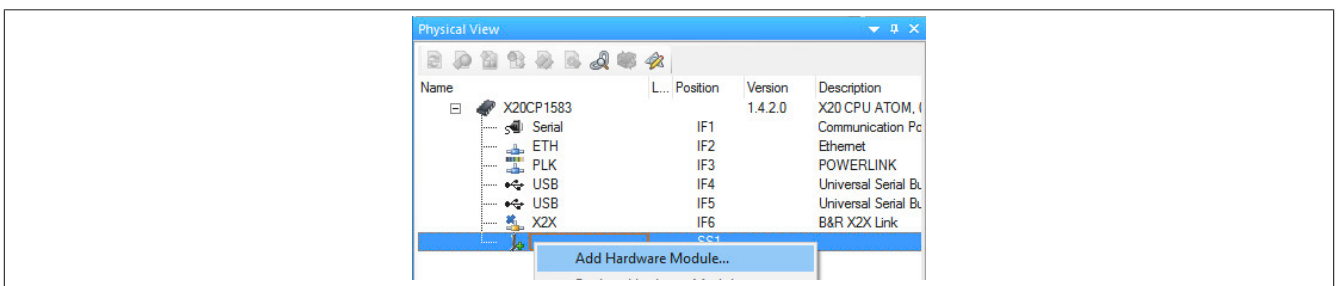 Physical View
Name L... Position Version Description
X20CP1583 1.4.2.0 X20 CPU ATOM, (
Serial IF1 Communication Po
ETH IF2 Ethernet
PLK IF3 POWERLINK
USB IF4 Universal Serial Bu
USB IF5 Universal Serial Bu
X2X IF6 B&R X2X Link
SS1
Add Hardware Module...